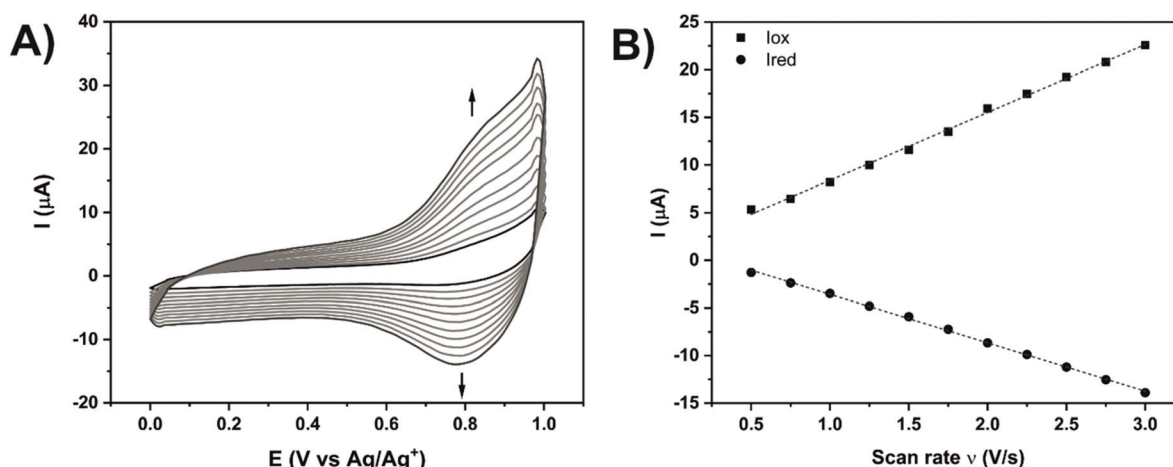 A)
40
30
20
10
0
-10
-20
I (μA)
0.0 0.2 0.4 0.6 0.8 1.0
E (V vs Ag/Ag⁺)
B)
Iox
Ired
25
20
15
10
5
0
-5
-10
-15
I (μA)
0.5 1.0 1.5 2.0 2.5 3.0
Scan rate ν (V/s)